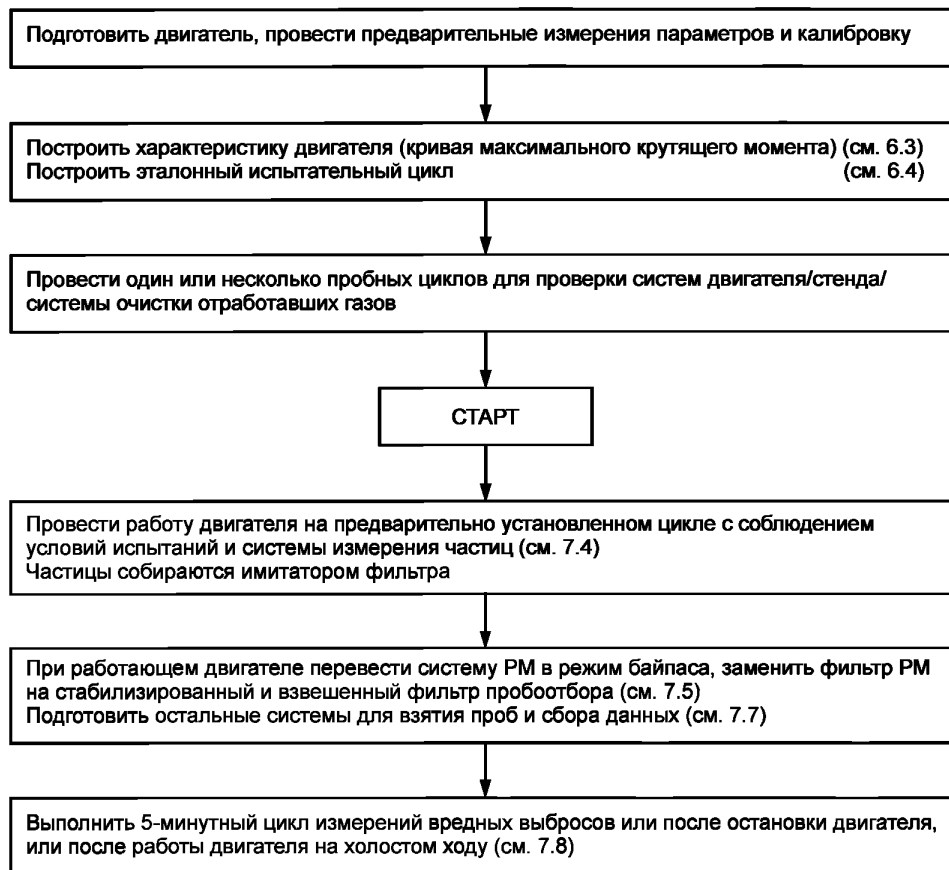 Подготовить двигатель, провести предварительные измерения параметров и калибровку
Построить характеристику двигателя (кривая максимального крутящего момента) (см. 6.3)
Построить эталонный испытательный цикл (см. 6.4)
Провести один или несколько пробных циклов для проверки систем двигателя/стенда/
системы очистки отработавших газов
СТАРТ
Провести работу двигателя на предварительно установленном цикле с соблюдением
условий испытаний и системы измерения частиц (см. 7.4)
Частицы собираются имитатором фильтра
При работающем двигателе перевести систему РМ в режим байпаса, заменить фильтр РМ
на стабилизированный и взвешенный фильтр пробоотбора (см. 7.5)
Подготовить остальные системы для взятия проб и сбора данных (см. 7.7)
Выполнить 5-минутный цикл измерений вредных выбросов или после остановки двигателя,
или после работы двигателя на холостом ходу (см. 7.8)